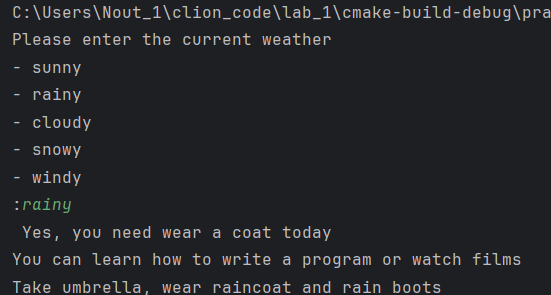 C:\Users\Nout_1\clion_code\lab_1\cmake-build-debug\pra
Please enter the current weather
- sunny
- rainy
- cloudy
- snowy
- windy
:rainy
Yes, you need wear a coat today
You can learn how to write a program or watch films
Take umbrella, wear raincoat and rain boots